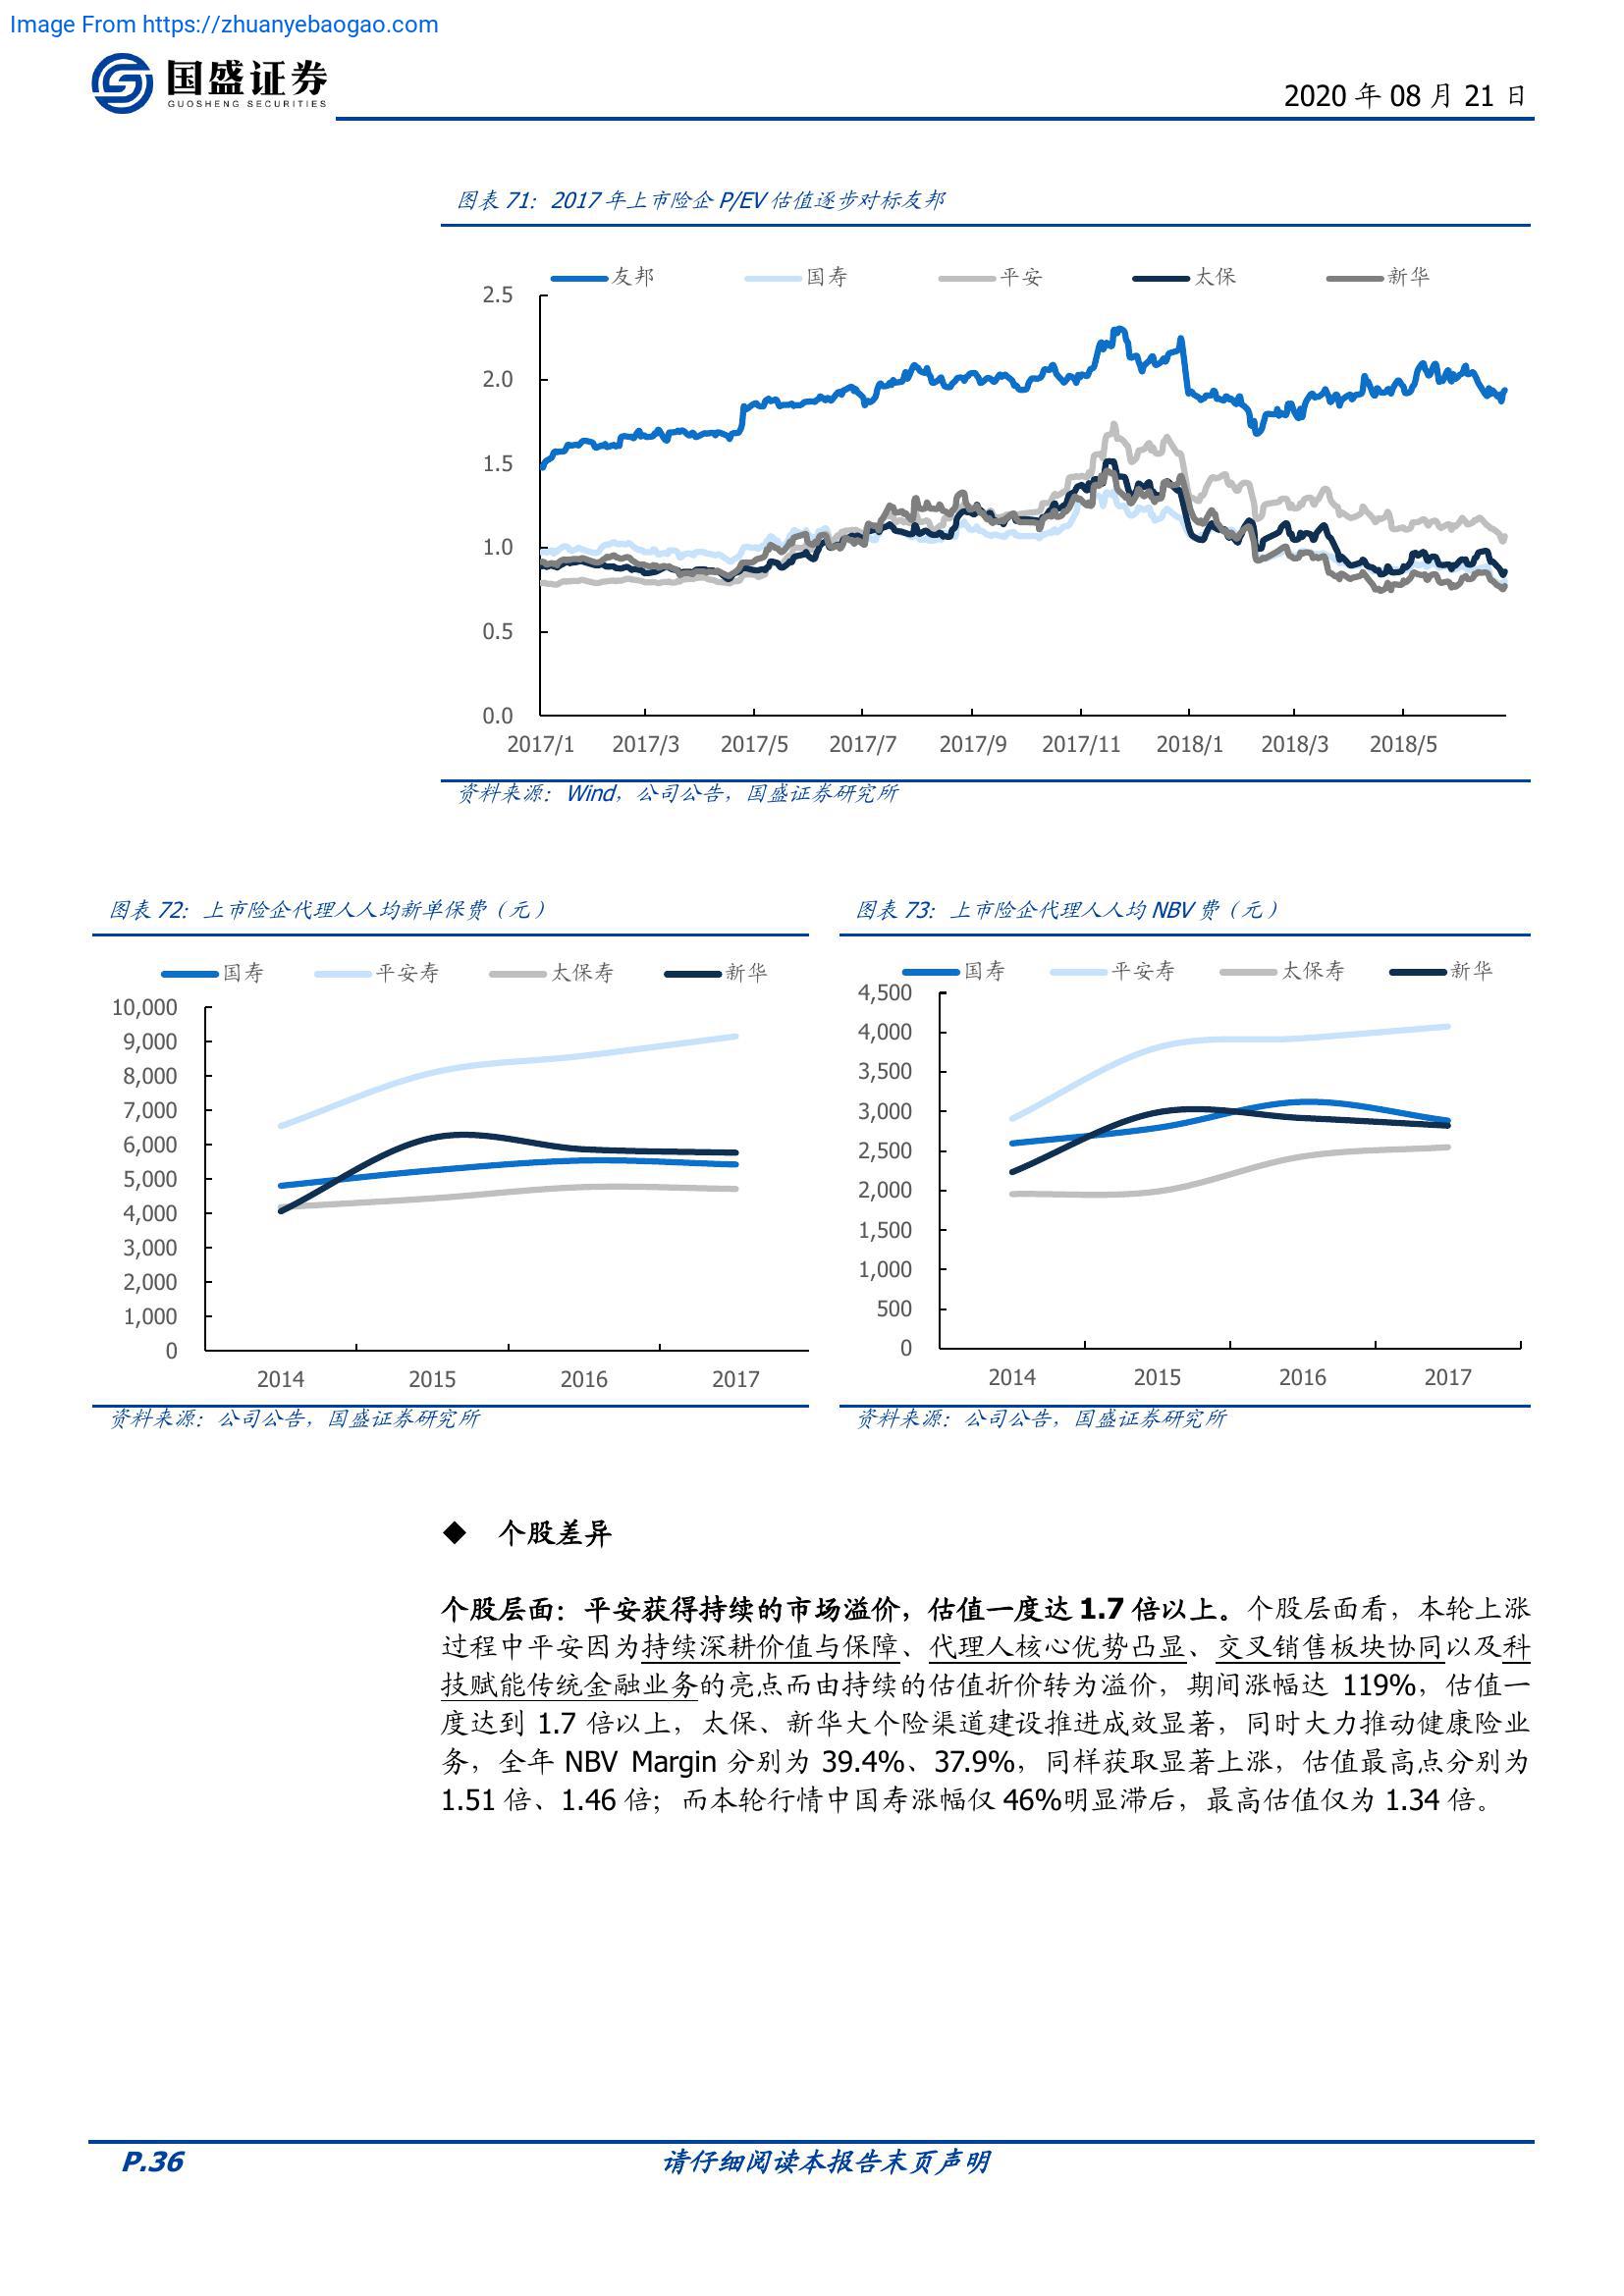 Image From https://zhuanyebaogao.com
国盛证券
GUOSHENG SECURITIES
2020 年 08 月 21 日
图表 71：2017 年上市险企 P/EV 估值逐步对标友邦
友邦 国寿 平安 太保 新华
2.5
2.0
1.5
1.0
0.5
0.0
2017/1 2017/3 2017/5 2017/7 2017/9 2017/11 2018/1 2018/3 2018/5
资料来源：Wind，公司公告，国盛证券研究所
图表 72：上市险企代理人人均新单保费（元）
国寿 平安寿 太保寿 新华
10,000
9,000
8,000
7,000
6,000
5,000
4,000
3,000
2,000
1,000
0
2014 2015 2016 2017
资料来源：公司公告，国盛证券研究所
图表 73：上市险企代理人人均 NBV 费（元）
国寿 平安寿 太保寿 新华
4,500
4,000
3,500
3,000
2,500
2,000
1,500
1,000
500
0
2014 2015 2016 2017
资料来源：公司公告，国盛证券研究所
◆ 个股差异
个股层面：平安获得持续的市场溢价，估值一度达 1.7 倍以上。个股层面看，本轮上涨
过程中平安因为持续深耕价值与保障、代理人核心优势凸显、交叉销售板块协同以及科
技赋能传统金融业务的亮点而由持续的估值折价转为溢价，期间涨幅达 119%，估值一
度达到 1.7 倍以上，太保、新华大个险渠道建设推进成效显著，同时大力推动健康险业
务，全年 NBV Margin 分别为 39.4%、37.9%，同样获取显著上涨，估值最高点分别为
1.51 倍、1.46 倍；而本轮行情中国寿涨幅仅 46%明显滞后，最高估值仅为 1.34 倍。
P.36
请仔细阅读本报告末页声明